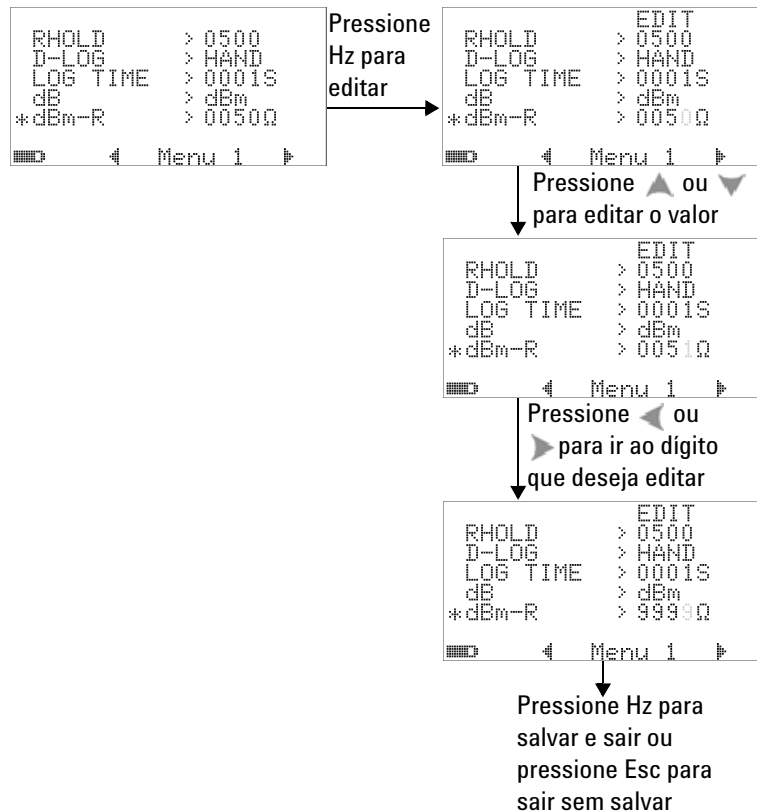 RHOLD > 0500
D-LOG > HAND
LOG TIME > 0001S
dB > dBm
*dBm-R > 0050Ω
Menu 1
Pressione
Hz para
editar
EDIT
RHOLD > 0500
D-LOG > HAND
LOG TIME > 0001S
dB > dBm
*dBm-R > 0050Ω
Menu 1
Pressione ▲ ou ▼
para editar o valor
EDIT
RHOLD > 0500
D-LOG > HAND
LOG TIME > 0001S
dB > dBm
*dBm-R > 0051Ω
Menu 1
Pressione ◀ ou
▶ para ir ao dígito
que deseja editar
EDIT
RHOLD > 0500
D-LOG > HAND
LOG TIME > 0001S
dB > dBm
*dBm-R > 9999Ω
Menu 1
Pressione Hz para
salvar e sair ou
pressione Esc para
sair sem salvar